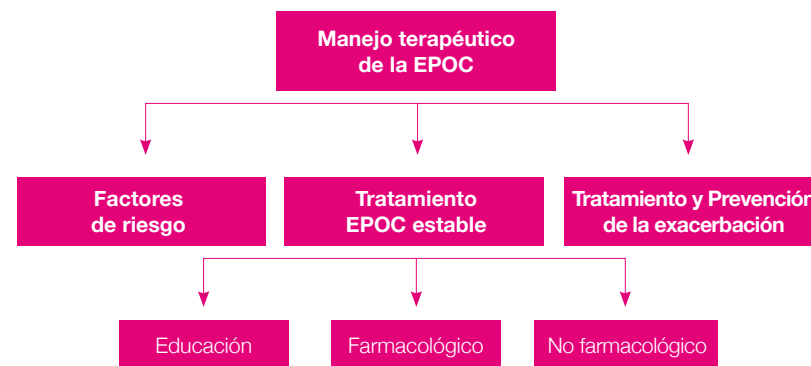 Manejo terapéutico
de la EPOC
Factores
de riesgo
Tratamiento
EPOC estable
Tratamiento y Prevención
de la exacerbación
Educación
Farmacológico
No farmacológico